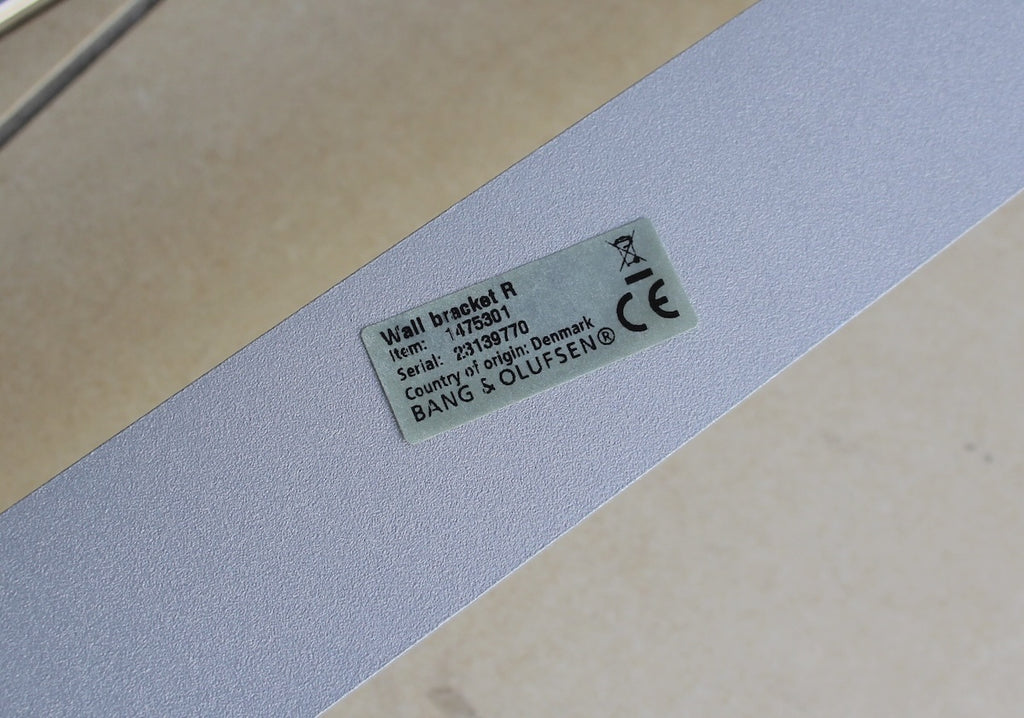 Wall bracket R
Item: 1475301
Serial: 23139770
Country of origin: Denmark
BANG & OLUFSEN®
CE